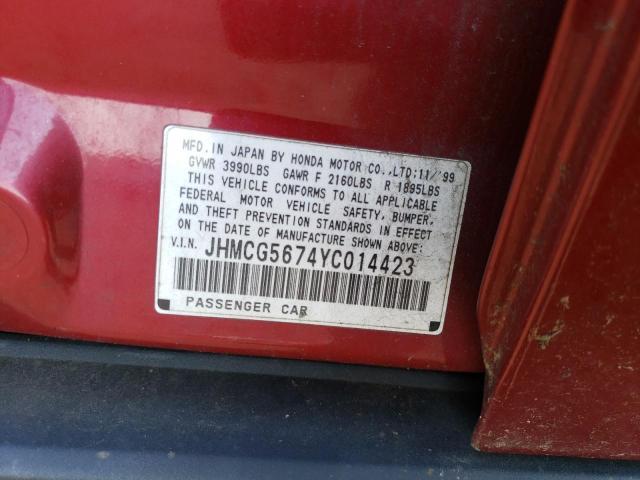 MFD.IN JAPAN BY HONDA MOTOR CO.,LTD:11/'99
GVWR 3990LBS GAWR F 2160LBS R 1895LBS
THIS VEHICLE CONFORMS TO ALL APPLICABLE
FEDERAL MOTOR VEHICLE SAFETY, BUMPER,
AND THEFT PREVENTION STANDARDS IN EFFECT
ON THE DATE OF MANUFACTURE SHOWN ABOVE:
V.I.N. JHMCG5674YC014423
PASSENGER CAR